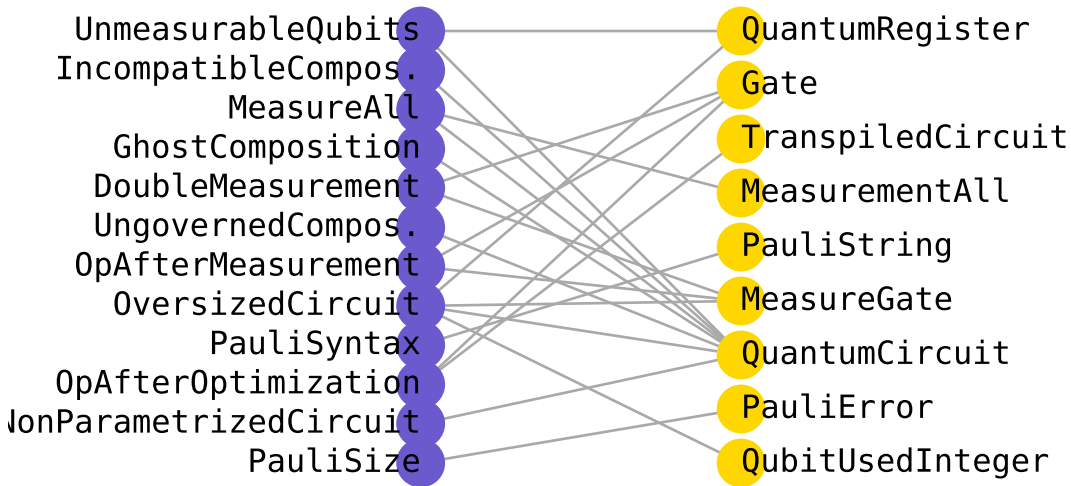 UnmeasurableQubits
IncompatibleCompos.
MeasureAll
GhostComposition
DoubleMeasurement
UngovernedCompos.
OpAfterMeasurement
OversizedCircuit
PauliSyntax
OpAfterOptimization
NonParametrizedCircuit
PauliSize
QuantumRegister
Gate
TranspiledCircuit
MeasurementAll
PauliString
MeasureGate
QuantumCircuit
PauliError
QubitUsedInteger